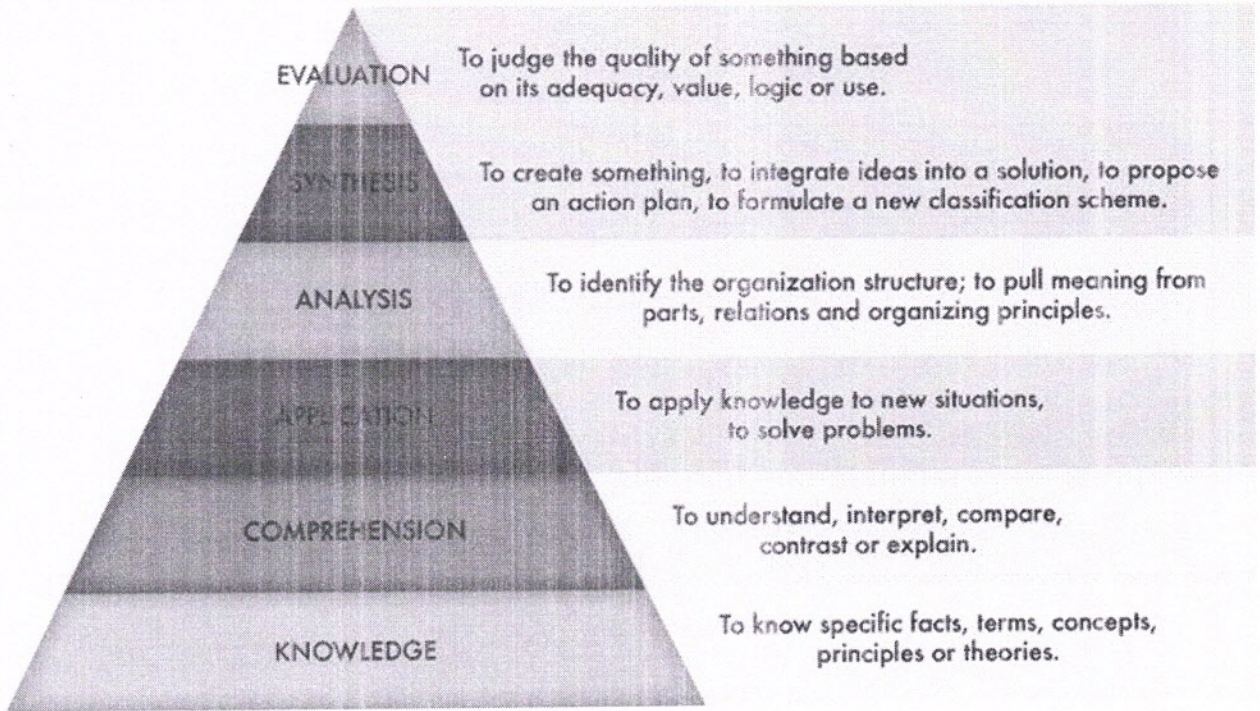 EVALUATION
To judge the quality of something based
on its adequacy, value, logic or use.
SYNTHESIS
To create something, to integrate ideas into a solution, to propose
an action plan, to formulate a new classification scheme.
ANALYSIS
To identify the organization structure; to pull meaning from
parts, relations and organizing principles.
APPLICATION
To apply knowledge to new situations,
to solve problems.
COMPREHENSION
To understand, interpret, compare,
contrast or explain.
KNOWLEDGE
To know specific facts, terms, concepts,
principles or theories.